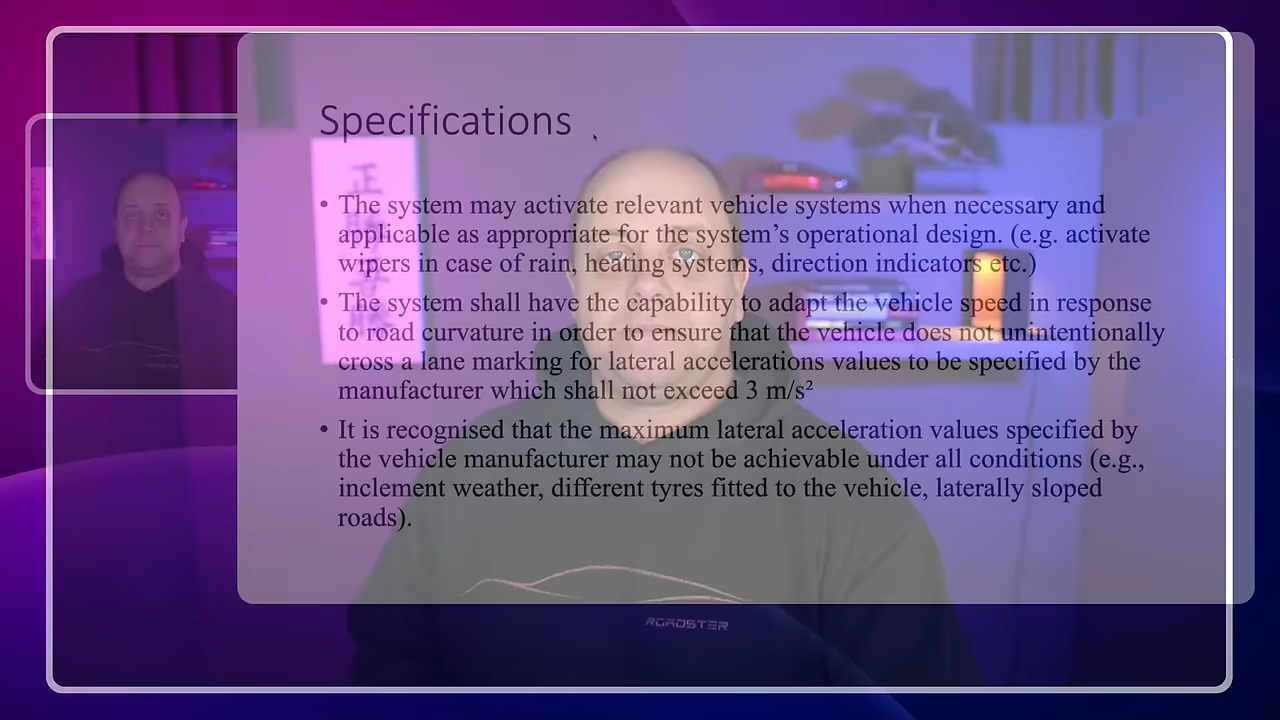 Specifications
• The system may activate relevant vehicle systems when necessary and
applicable as appropriate for the system’s operational design. (e.g. activate
wipers in case of rain, heating systems, direction indicators etc.)
• The system shall have the capability to adapt the vehicle speed in response
to road curvature in order to ensure that the vehicle does not unintentionally
cross a lane marking for lateral accelerations values to be specified by the
manufacturer which shall not exceed 3 m/s²
• It is recognised that the maximum lateral acceleration values specified by
the vehicle manufacturer may not be achievable under all conditions (e.g.,
inclement weather, different tyres fitted to the vehicle, laterally sloped
roads).
正
ROADSTER